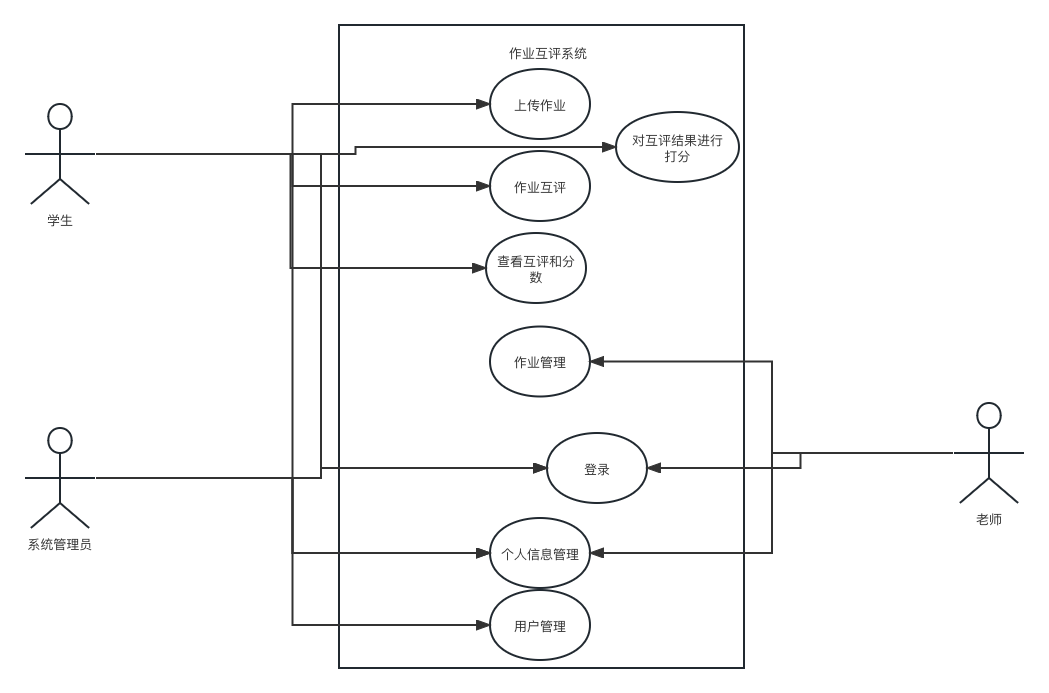 作业互评系统
上传作业
对互评结果进行
打分
作业互评
学生
查看互评和分
数
作业管理
登录
老师
系统管理员
个人信息管理
用户管理